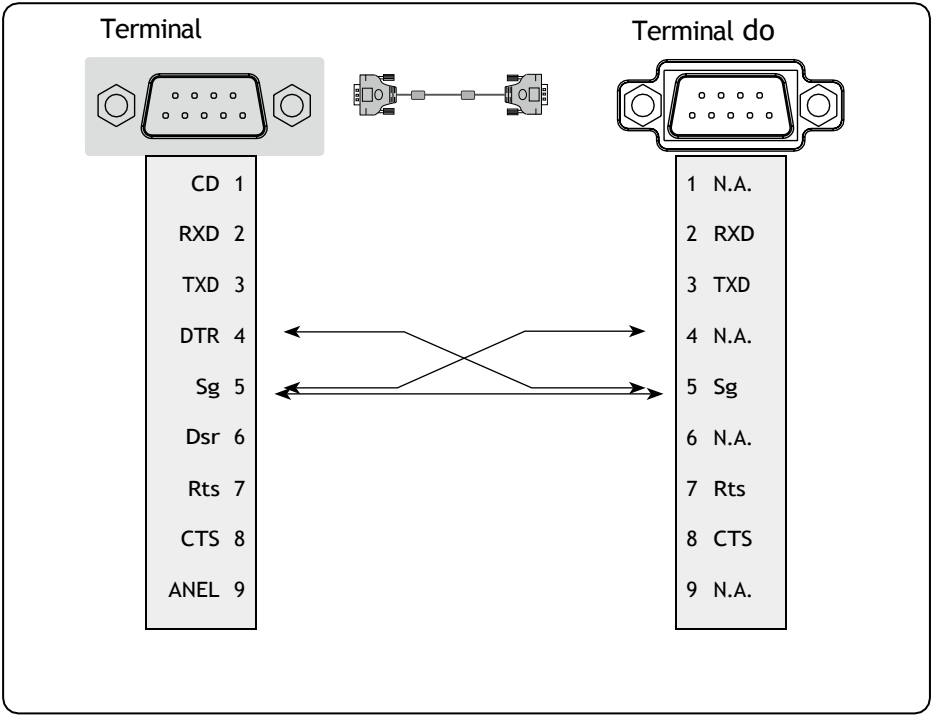 Terminal
Terminal do
CD 1
RXD 2
TXD 3
DTR 4
Sg 5
Dsr 6
Rts 7
CTS 8
ANEL 9
1 N.A.
2 RXD
3 TXD
4 N.A.
5 Sg
6 N.A.
7 Rts
8 CTS
9 N.A.